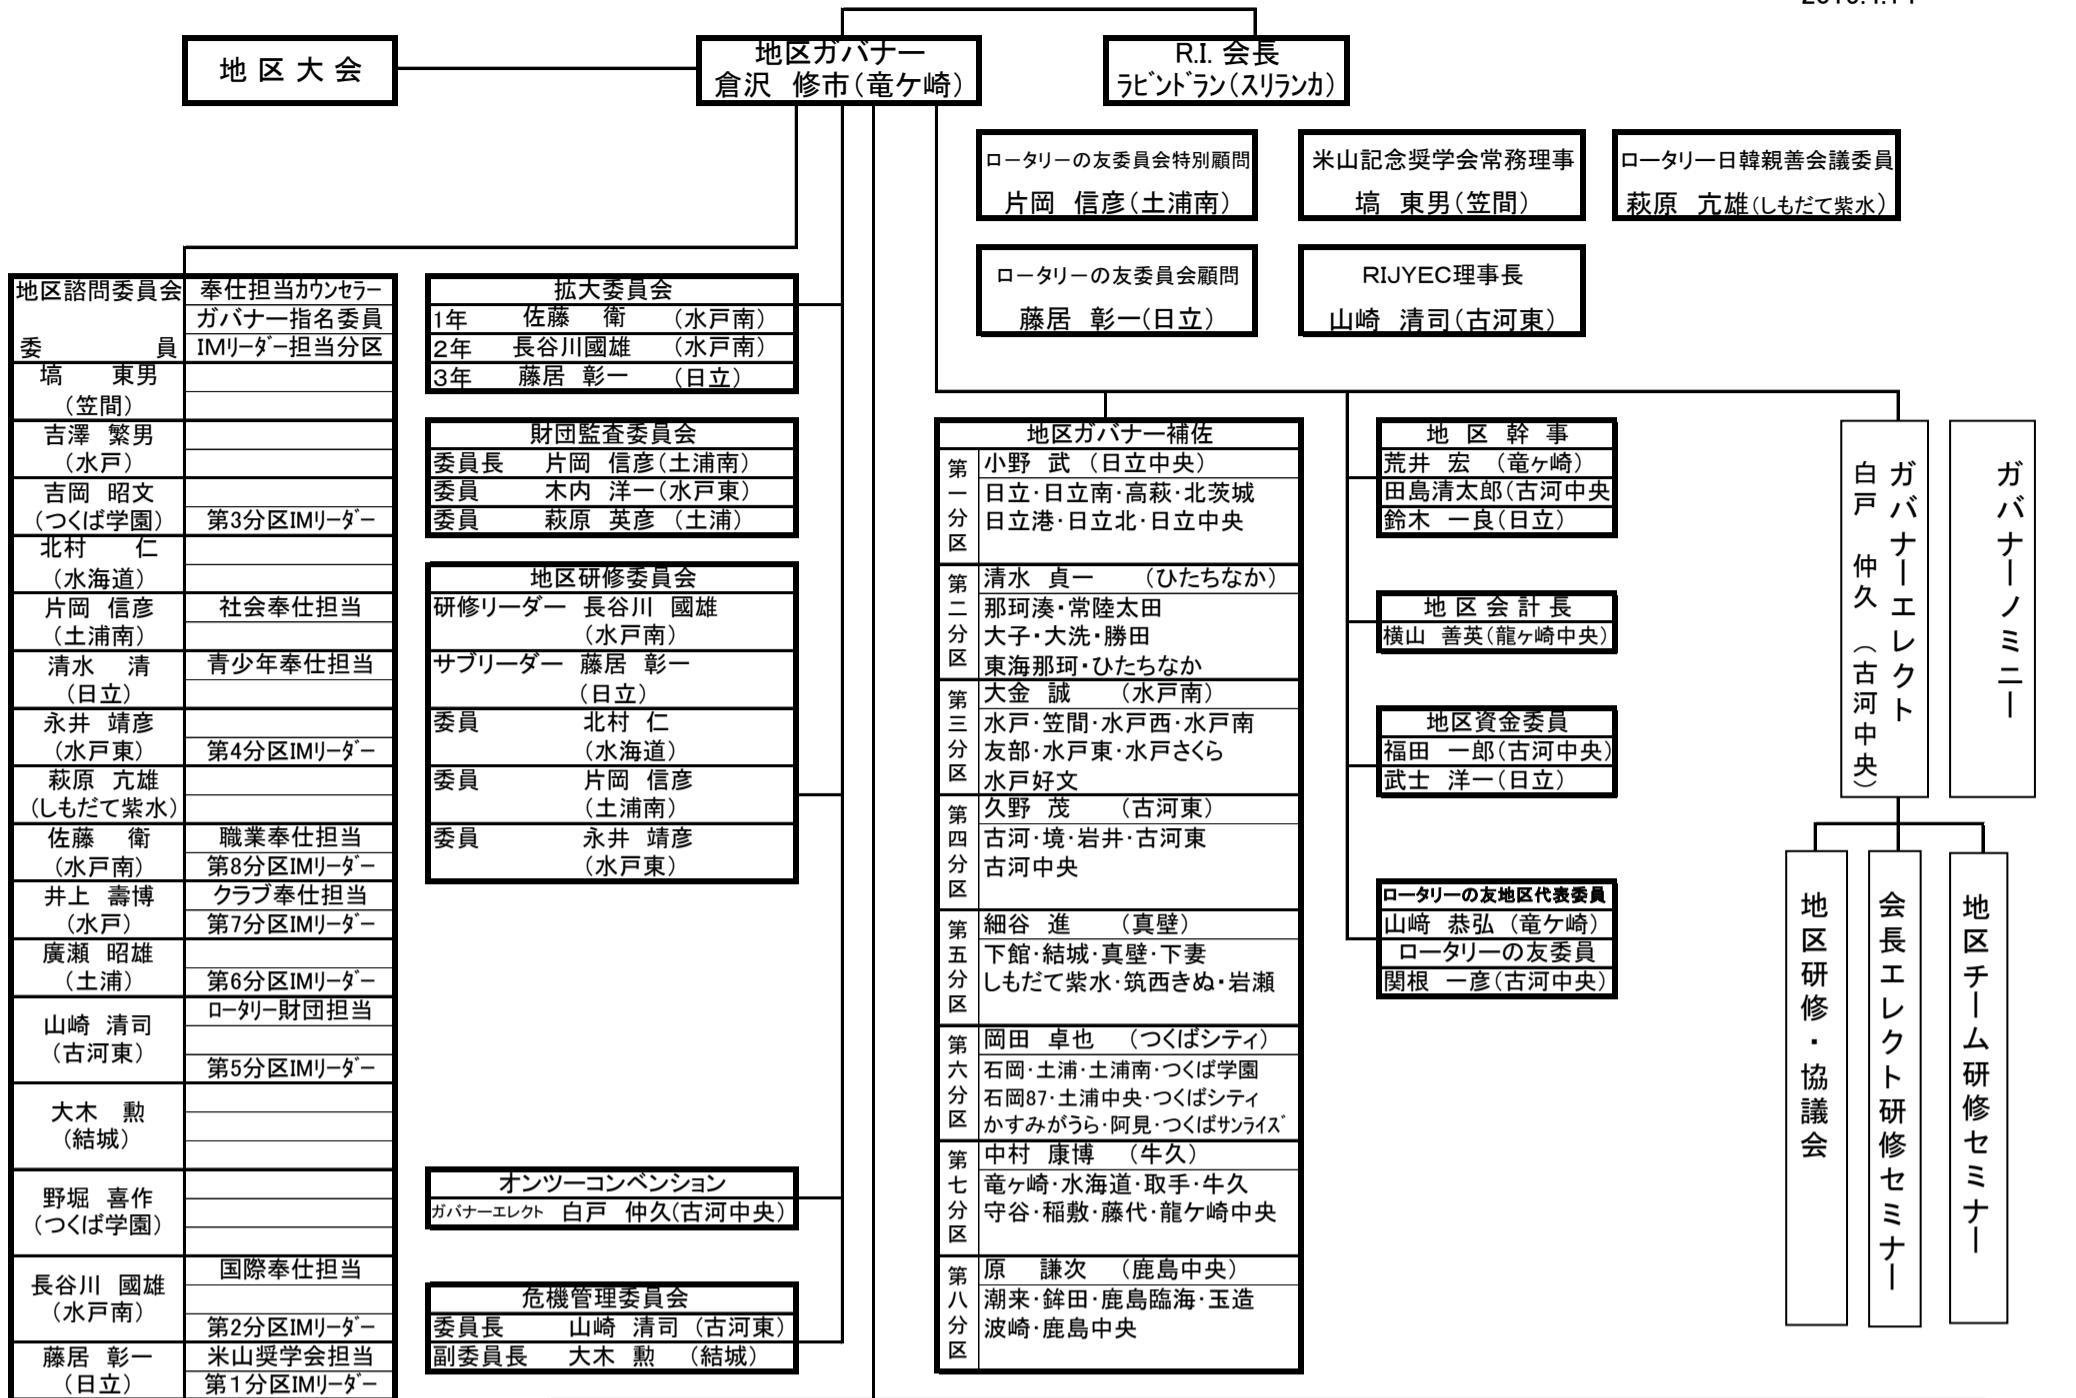 地区大会
地区ガバナー
倉沢 修市(竜ケ崎)
R.I. 会長
ラビンドラン(スリランカ)
ロータリーの友委員会特別顧問
片岡 信彦(土浦南)
米山記念奨学会常務理事
塙 東男(笠間)
ロータリー日韓親善会議委員
萩原 亢雄(しもだて紫水)
ロータリーの友委員会顧問
藤居 彰一(日立)
RIJYEC理事長
山崎 清司(古河東)
地区諮問委員会
委 員
奉仕担当カウンセラー
ガバナー指名委員
IMリーダー担当分区
塙 東男
(笠間)
吉澤 繁男
(水戸)
吉岡 昭文
(つくば学園)
第3分区IMリーダー
北村 仁
(水海道)
片岡 信彦
(土浦南)
社会奉仕担当
清水 清
(日立)
青少年奉仕担当
永井 靖彦
(水戸東)
第4分区IMリーダー
萩原 亢雄
(しもだて紫水)
佐藤 衛
(水戸南)
職業奉仕担当
第8分区IMリーダー
井上 壽博
(水戸)
クラブ奉仕担当
第7分区IMリーダー
廣瀬 昭雄
(土浦)
第6分区IMリーダー
山崎 清司
(古河東)
ロータリー財団担当
第5分区IMリーダー
大木 勲
(結城)
野堀 喜作
(つくば学園)
長谷川 國雄
(水戸南)
国際奉仕担当
第2分区IMリーダー
藤居 彰一
(日立)
米山奨学会担当
第1分区IMリーダー
拡大委員会
1年 佐藤 衛 (水戸南)
2年 長谷川國雄 (水戸南)
3年 藤居 彰一 (日立)
財団監査委員会
委員長 片岡 信彦(土浦南)
委員 木内 洋一(水戸東)
委員 萩原 英彦 (土浦)
地区研修委員会
研修リーダー 長谷川 國雄
(水戸南)
サブリーダー 藤居 彰一
(日立)
委員 北村 仁
(水海道)
委員 片岡 信彦
(土浦南)
委員 永井 靖彦
(水戸東)
オンツーコンベンション
ガバナーエレクト 白戸 仲久(古河中央)
危機管理委員会
委員長 山崎 清司 (古河東)
副委員長 大木 勲 (結城)
地区ガバナー補佐
第一分区
小野 武 (日立中央)
日立・日立南・高萩・北茨城
日立港・日立北・日立中央
第二分区
清水 貞一 (ひたちなか)
那珂湊・常陸太田
大子・大洗・勝田
東海那珂・ひたちなか
第三分区
大金 誠 (水戸南)
水戸・笠間・水戸西・水戸南
友部・水戸東・水戸さくら
水戸好文
第四分区
久野 茂 (古河東)
古河・境・岩井・古河東
古河中央
第五分区
細谷 進 (真壁)
下館・結城・真壁・下妻
しもだて紫水・筑西きぬ・岩瀬
第六分区
岡田 卓也 (つくばシティ)
石岡・土浦・土浦南・つくば学園
石岡87・土浦中央・つくばシティ
かすみがうら・阿見・つくばサンライズ
第七分区
中村 康博 (牛久)
竜ヶ崎・水海道・取手・牛久
守谷・稲敷・藤代・龍ケ崎中央
第八分区
原 謙次 (鹿島中央)
潮来・鉾田・鹿島臨海・玉造
波崎・鹿島中央
地 区 幹 事
荒井 宏 (竜ヶ崎)
田島清太郎(古河中央
鈴木 一良(日立)
地 区 会 計 長
横山 善英(龍ヶ崎中央)
地区資金委員
福田 一郎(古河中央)
武士 洋一(日立)
ロータリーの友地区代表委員
山﨑 恭弘 (竜ケ崎)
ロータリーの友委員
関根 一彦(古河中央)
ガバナーエレクト
白戸 仲久 (古河中央)
ガバナーノミニー
地区研修・協議会
会長エレクト研修セミナー
地区チーム研修セミナー